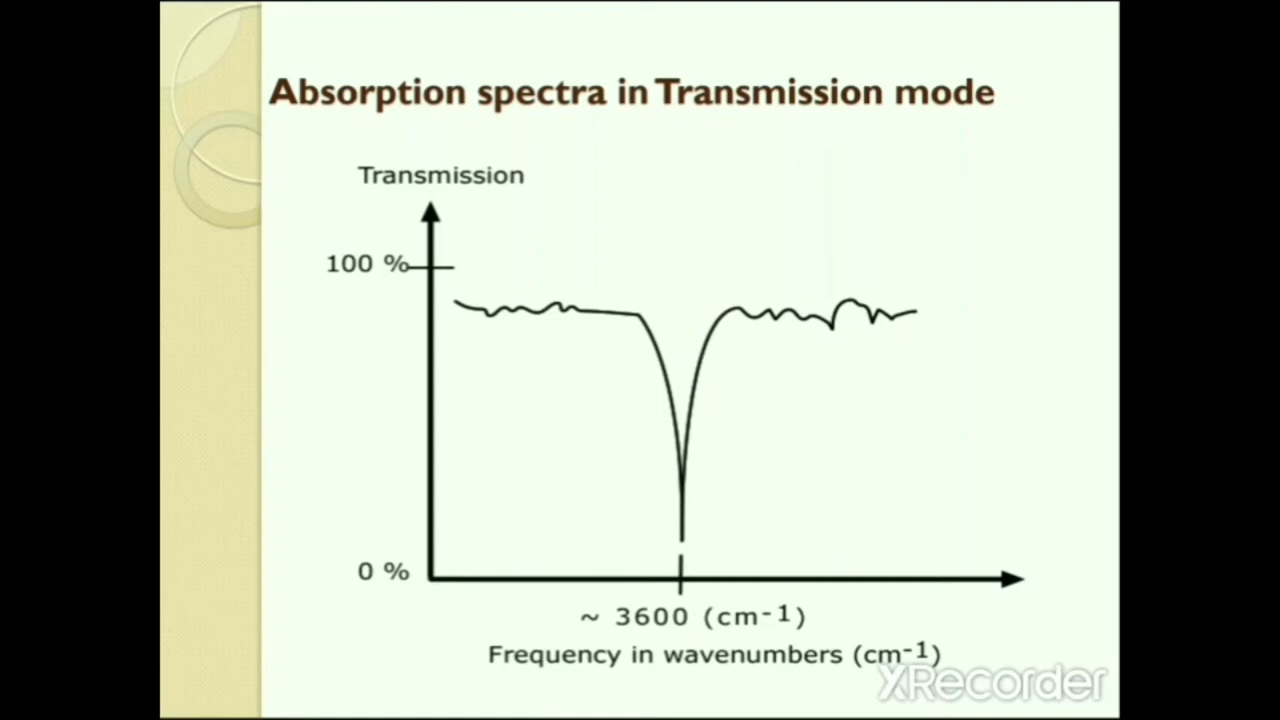 Absorption spectra in Transmission mode
Transmission
100 %
0 %
~ 3600 (cm-1)
Frequency in wavenumbers (cm-1)
XRecorder